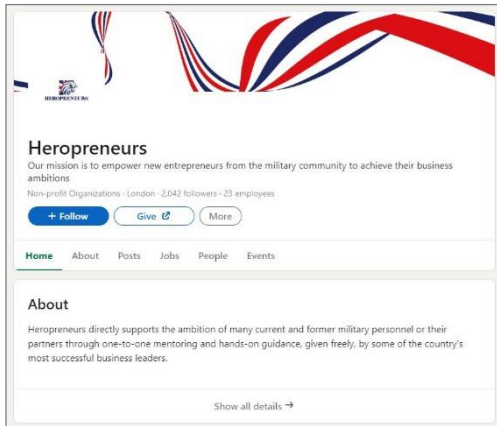 HEROPRENEURS
Heropreneurs
Our mission is to empower new entrepreneurs from the military community to achieve their business
ambitions
Non-profit Organizations · London · 2,042 followers · 23 employees
+ Follow Give More
Home About Posts Jobs People Events
About
Heropreneurs directly supports the ambition of many current and former military personnel or their
partners through one-to-one mentoring and hands-on guidance, given freely, by some of the country's
most successful business leaders.
Show all details →